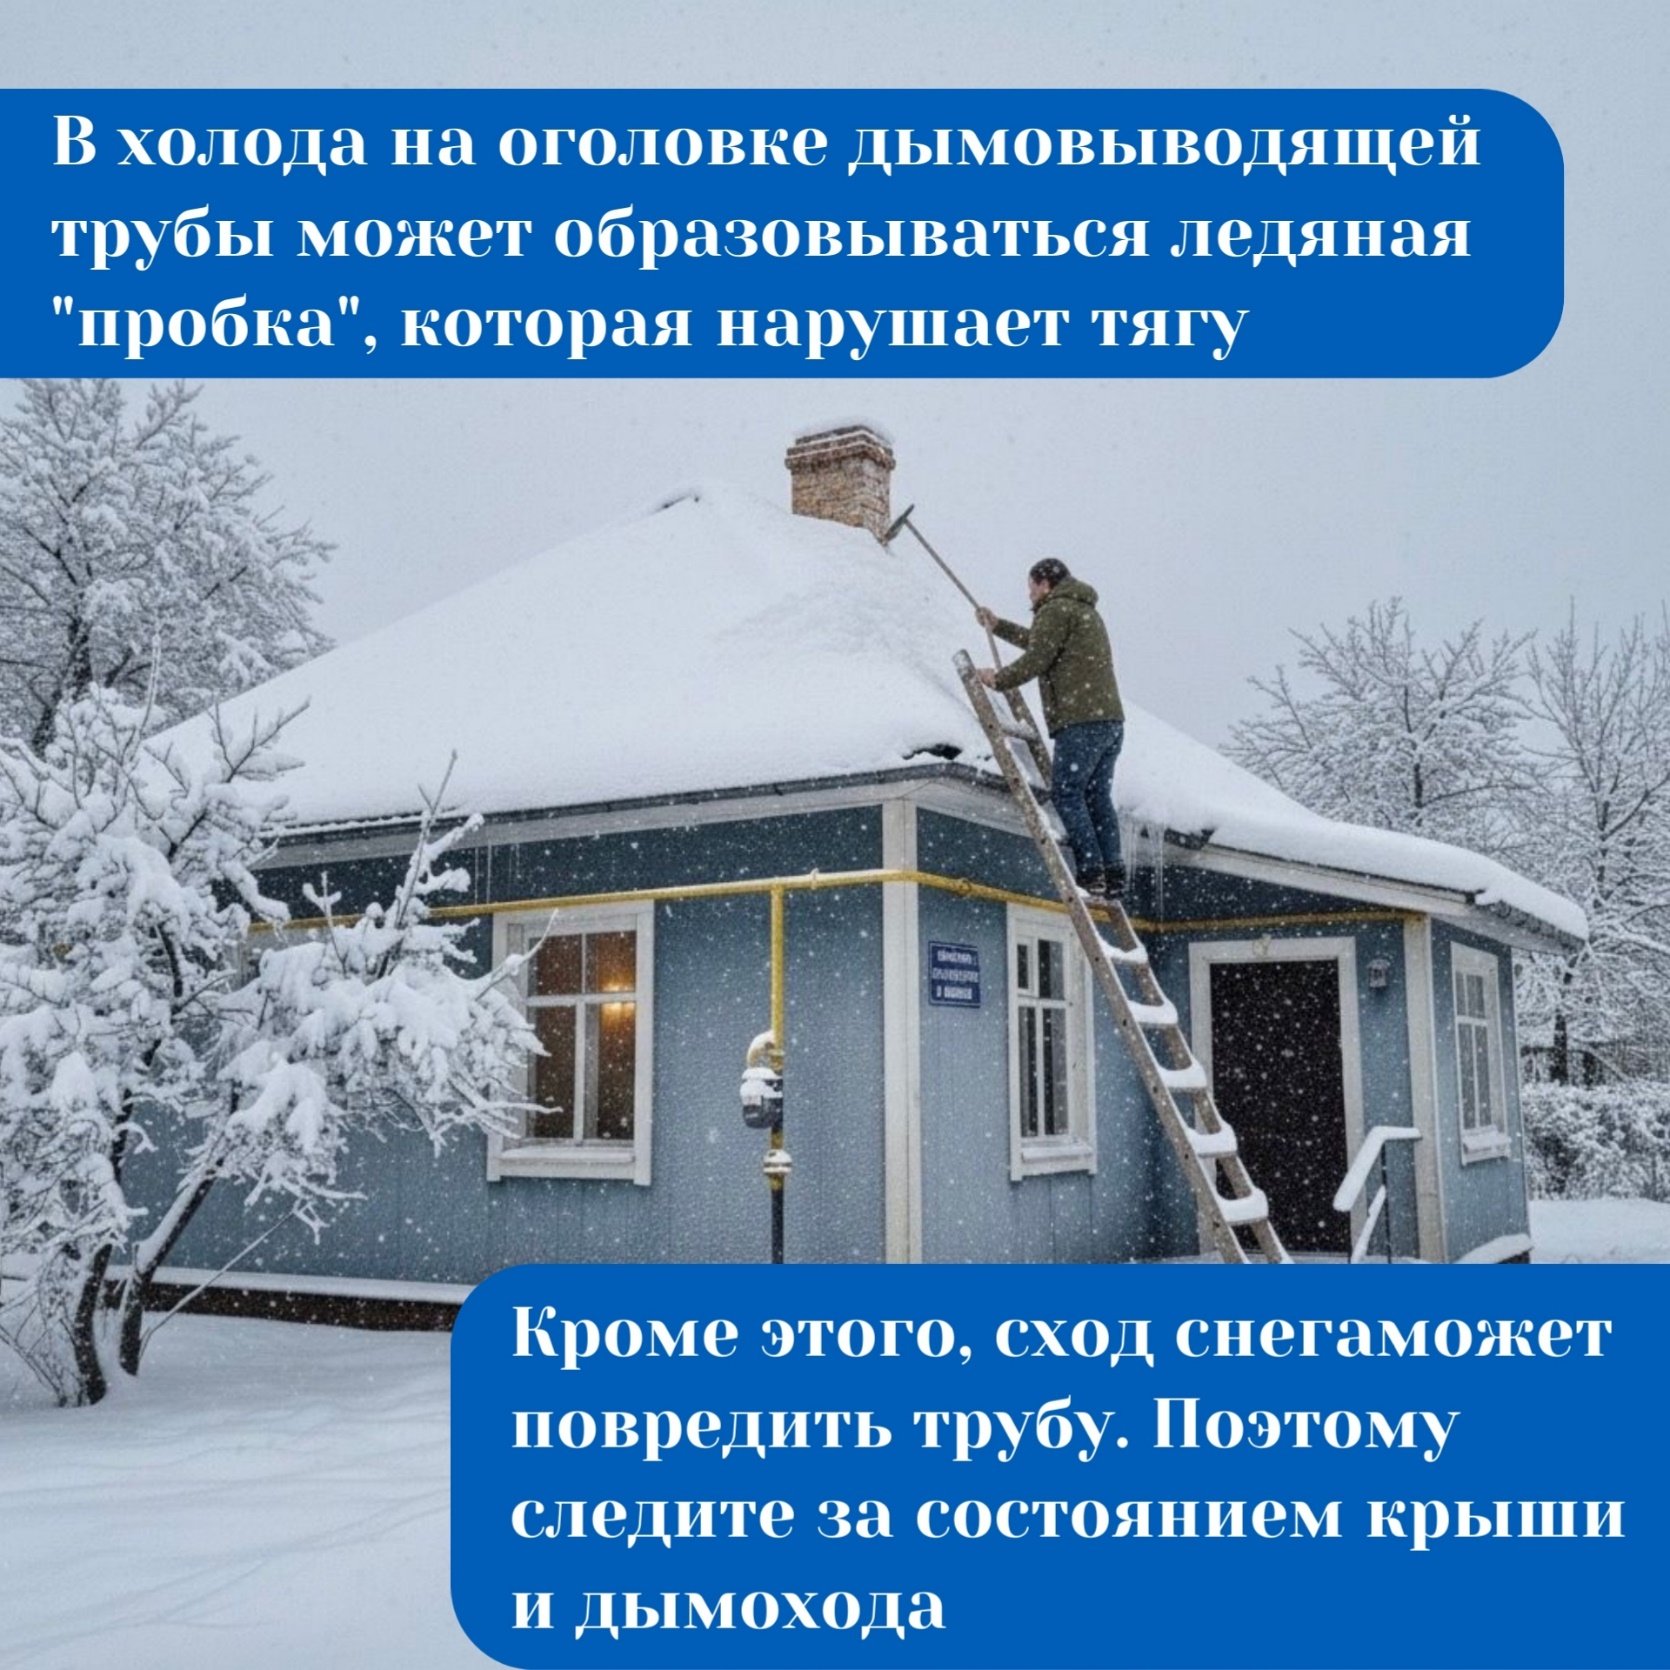 В холода на оголовке дымовыводящей
трубы может образовываться ледяная
"пробка", которая нарушает тягу
Кроме этого, сход снегаможет
повредить трубу. Поэтому
следите за состоянием крыши
и дымохода